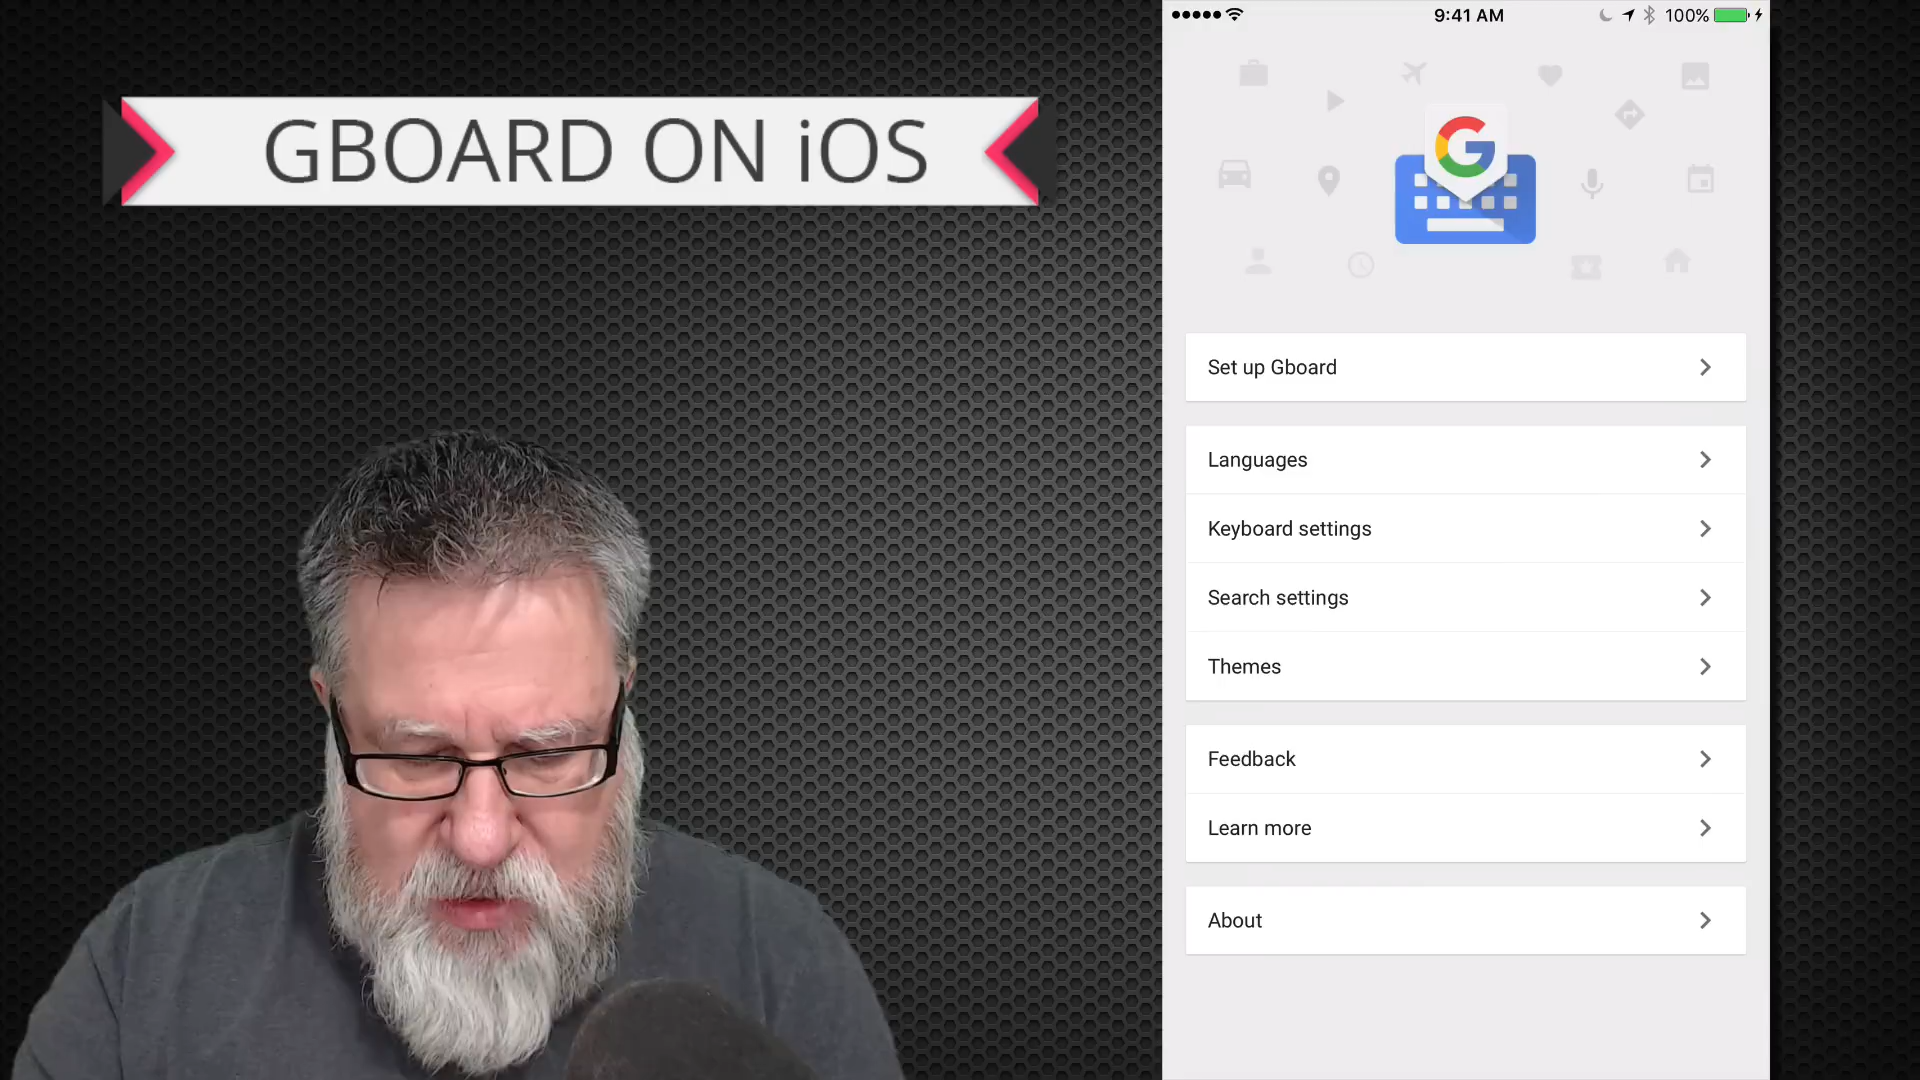 GBOARD ON iOS
9:41 AM
100%
G
Set up Gboard
Languages
Keyboard settings
Search settings
Themes
Feedback
Learn more
About